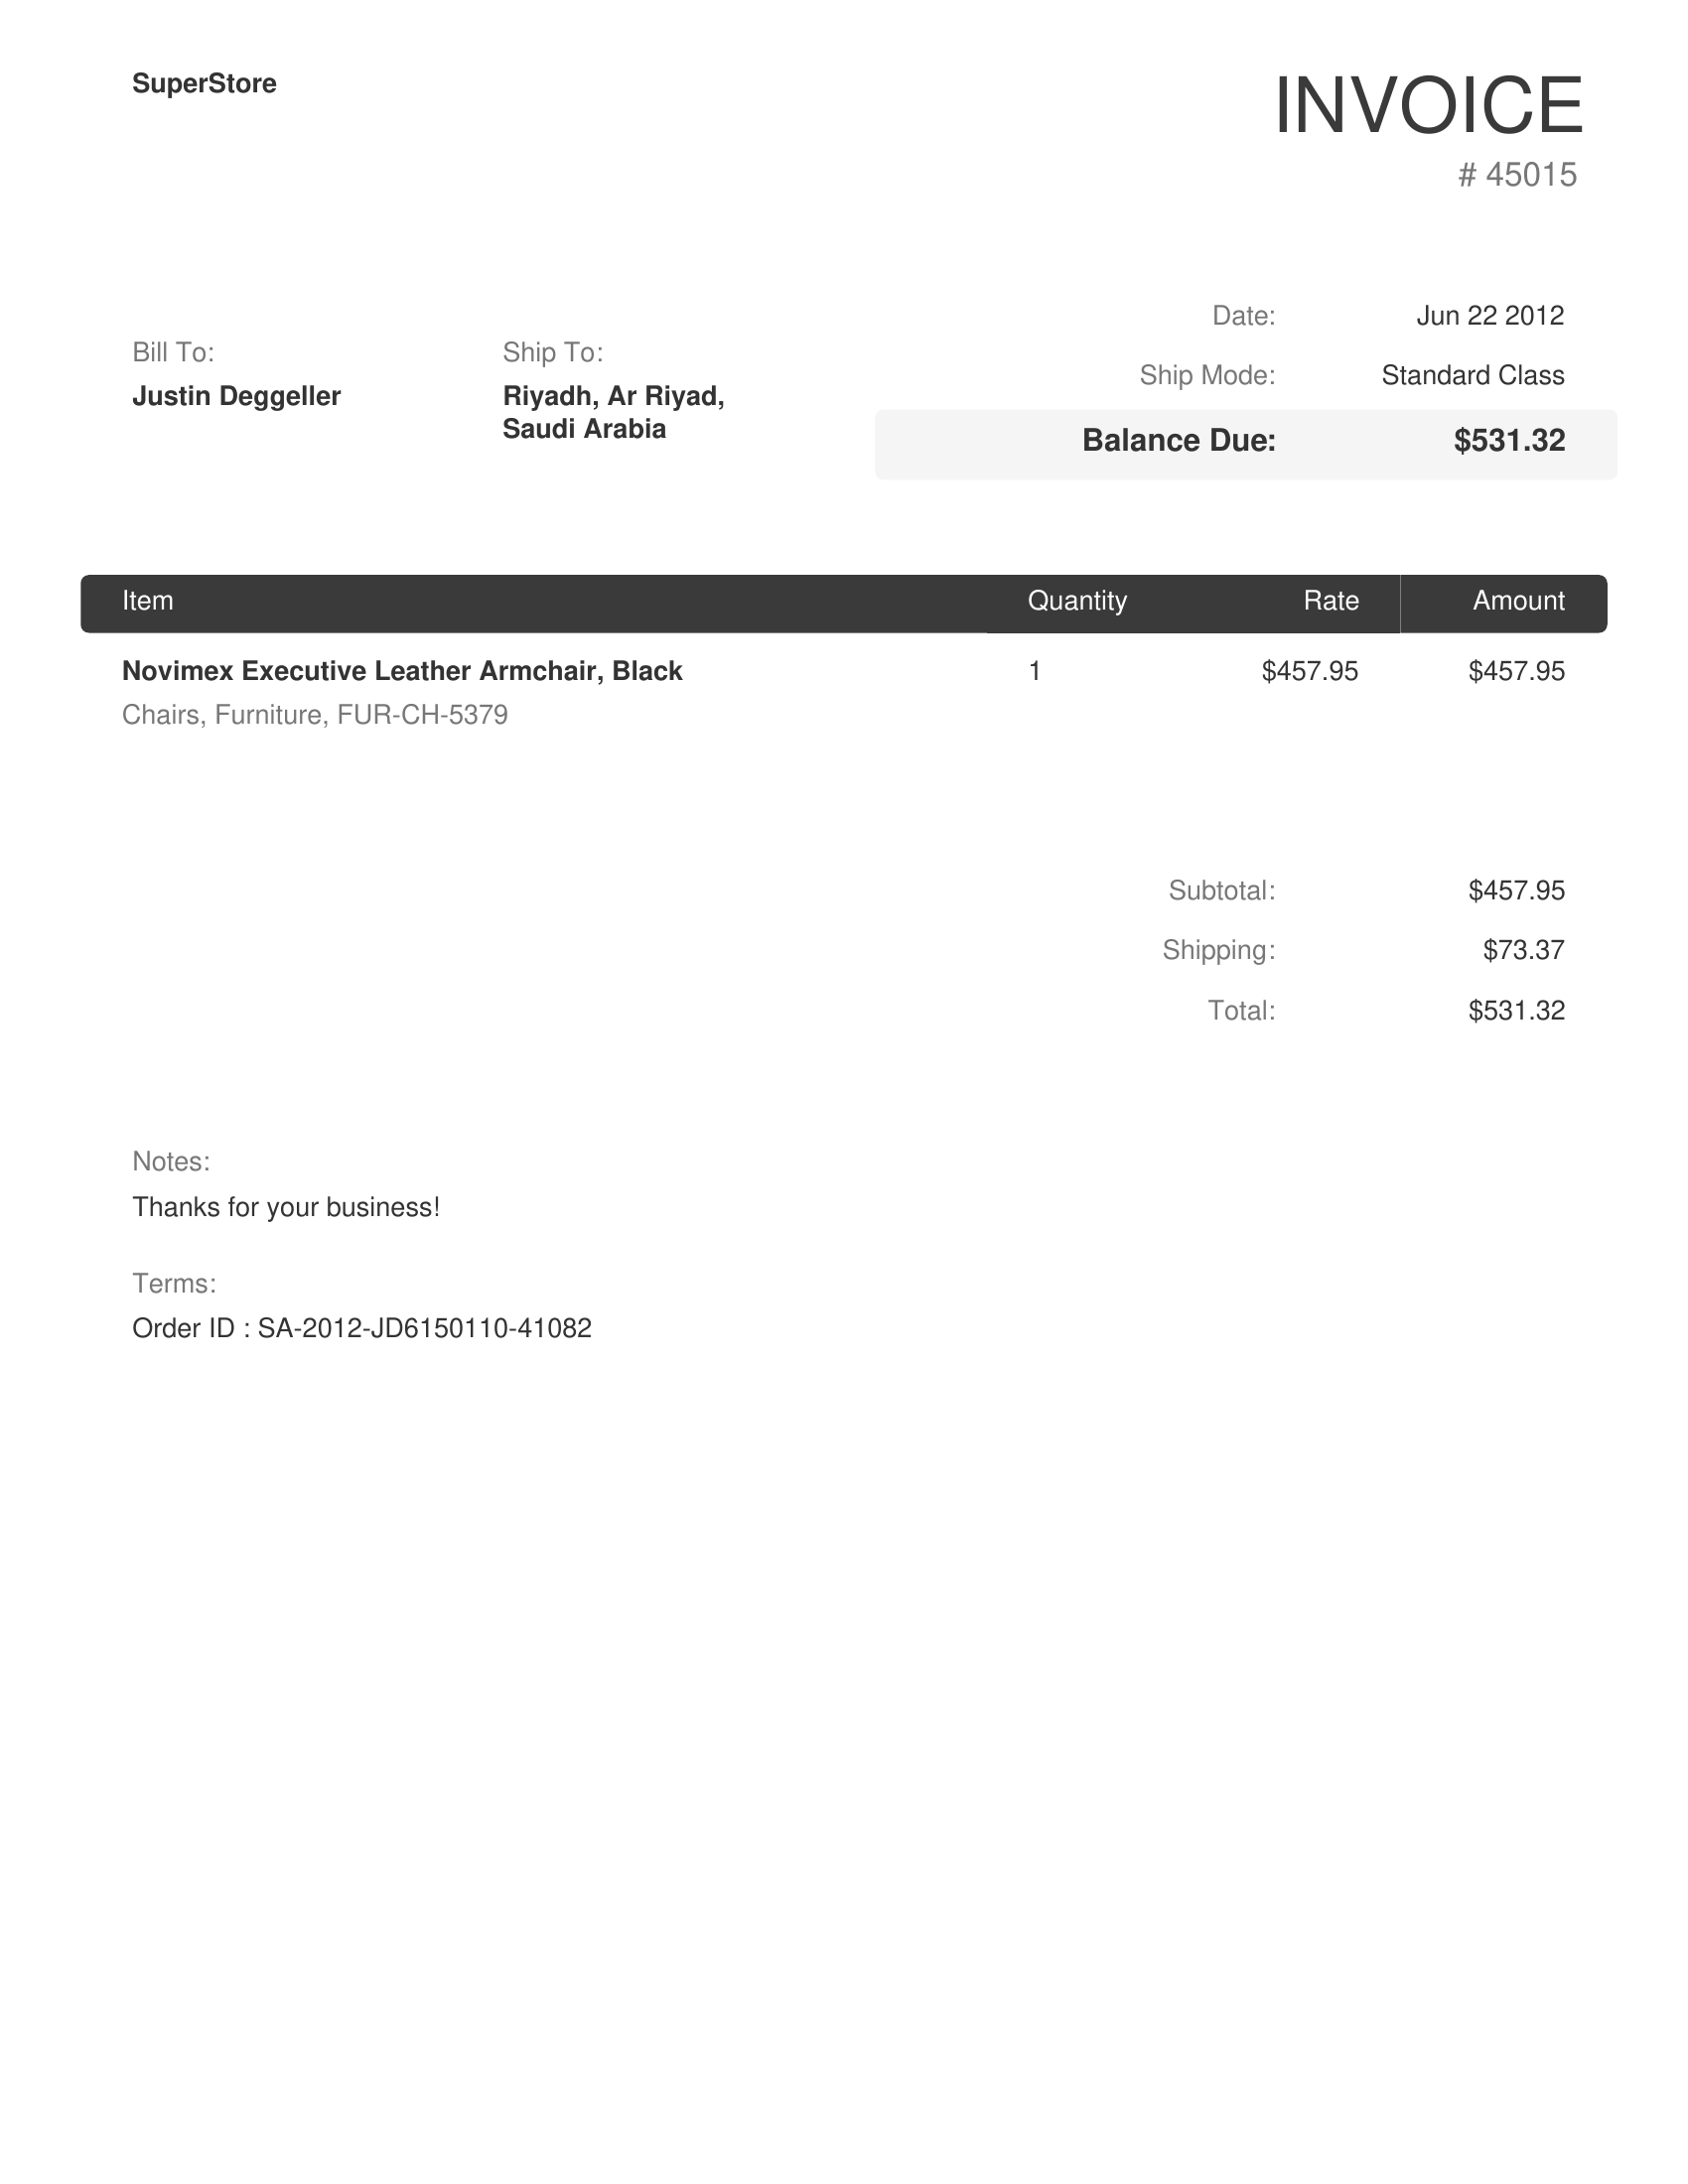 SuperStore
INVOICE
# 45015
Date: Jun 22 2012
Ship Mode: Standard Class
Balance Due: $531.32
Bill To:
Justin Deggeller
Ship To:
Riyadh, Ar Riyad,
Saudi Arabia
Item Quantity Rate Amount
Novimex Executive Leather Armchair, Black 1 $457.95 $457.95
Chairs, Furniture, FUR-CH-5379
Subtotal: $457.95
Shipping: $73.37
Total: $531.32
Notes:
Thanks for your business!
Terms:
Order ID : SA-2012-JD6150110-41082